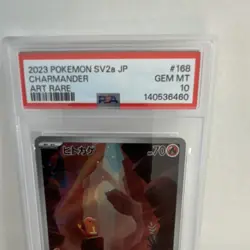 2023 POKEMON SV2a JP #168
CHARMANDER GEM MT
ART RARE 10
PSA 140536460
ヒトカゲ 70